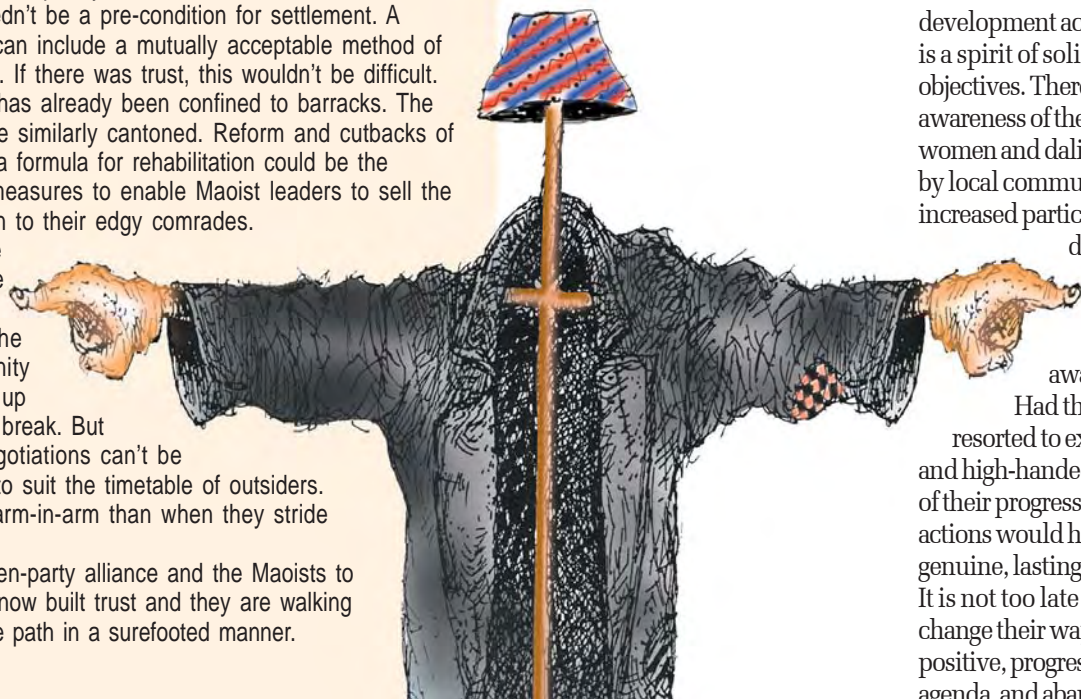 edn't be a pre-condition for settlement. A
can include a mutually acceptable method of
. If there was trust, this wouldn't be difficult.
has already been confined to barracks. The
e similarly cantoned. Reform and cutbacks of
a formula for rehabilitation could be the
measures to enable Maoist leaders to sell the
n to their edgy comrades.
he
nity
up
break. But
gotiations can't be
to suit the timetable of outsiders.
arm-in-arm than when they stride
en-party alliance and the Maoists to
now built trust and they are walking
e path in a surefooted manner.
development ac
is a spirit of soli
objectives. There
awareness of the
women and dali
by local commu
increased partic
d
awa
Had th
resorted to ex
and high-hande
of their progress
actions would h
genuine, lasting
It is not too late
change their wa
positive, progres